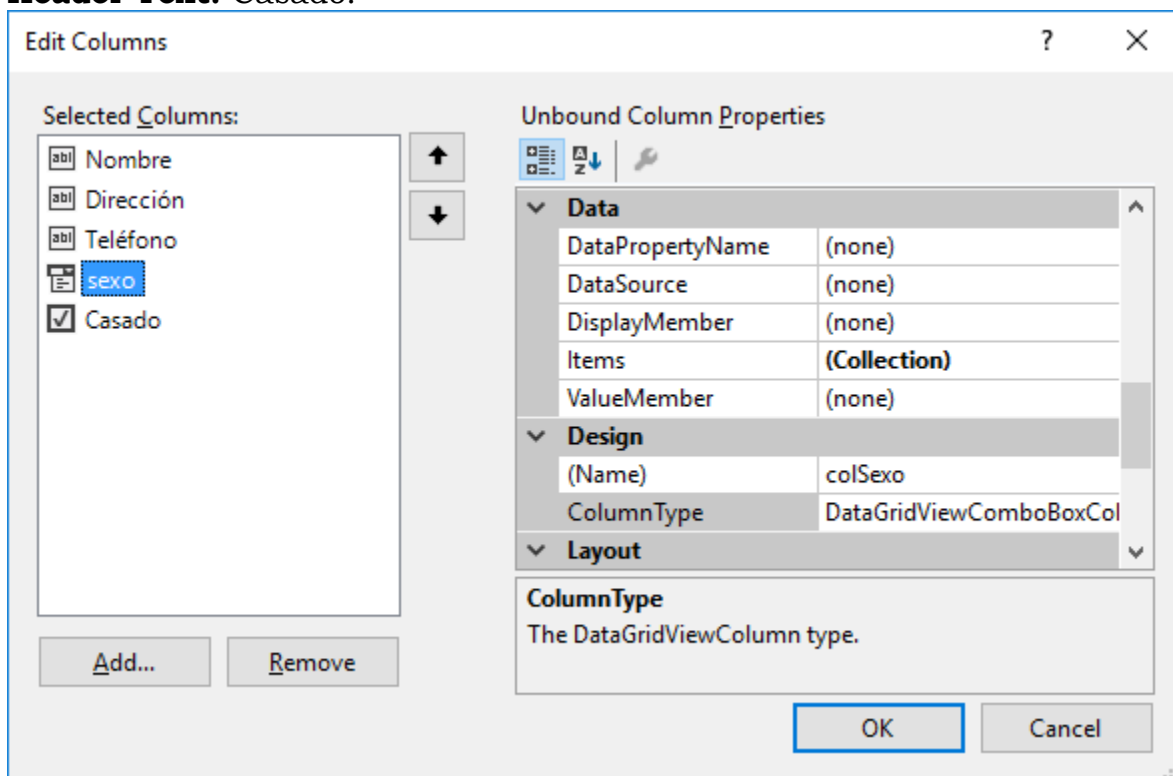 Header Text: Casado.
Edit Columns ? ×
Selected Columns:
Nombre
Dirección
Teléfono
sexo
Casado
Add... Remove
Unbound Column Properties
Data
DataPropertyName (none)
DataSource (none)
DisplayMember (none)
Items (Collection)
ValueMember (none)
Design
(Name) colSexo
ColumnType DataGridViewComboBoxCol
Layout
ColumnType
The DataGridViewColumn type.
OK Cancel